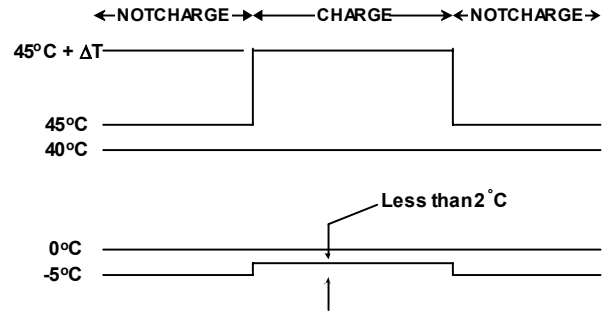 NOTCHARGE CHARGE NOTCHARGE
45°C + ΔT
45°C
40°C
Less than 2°C
0°C
-5°C